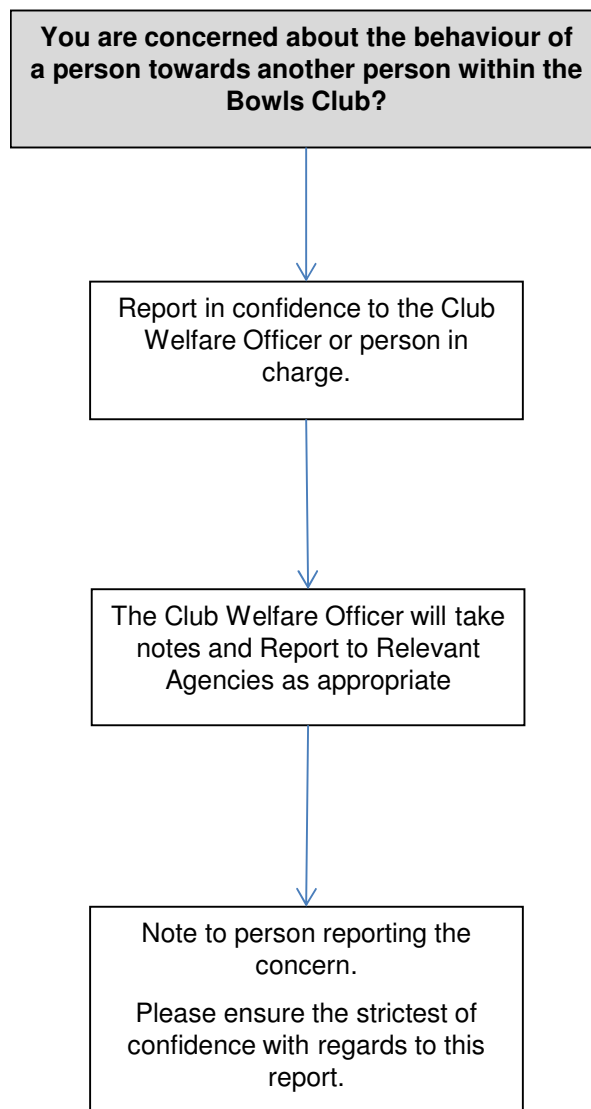 You are concerned about the behaviour of
a person towards another person within the
Bowls Club?
Report in confidence to the Club
Welfare Officer or person in
charge.
The Club Welfare Officer will take
notes and Report to Relevant
Agencies as appropriate
Note to person reporting the
concern.
Please ensure the strictest of
confidence with regards to this
report.